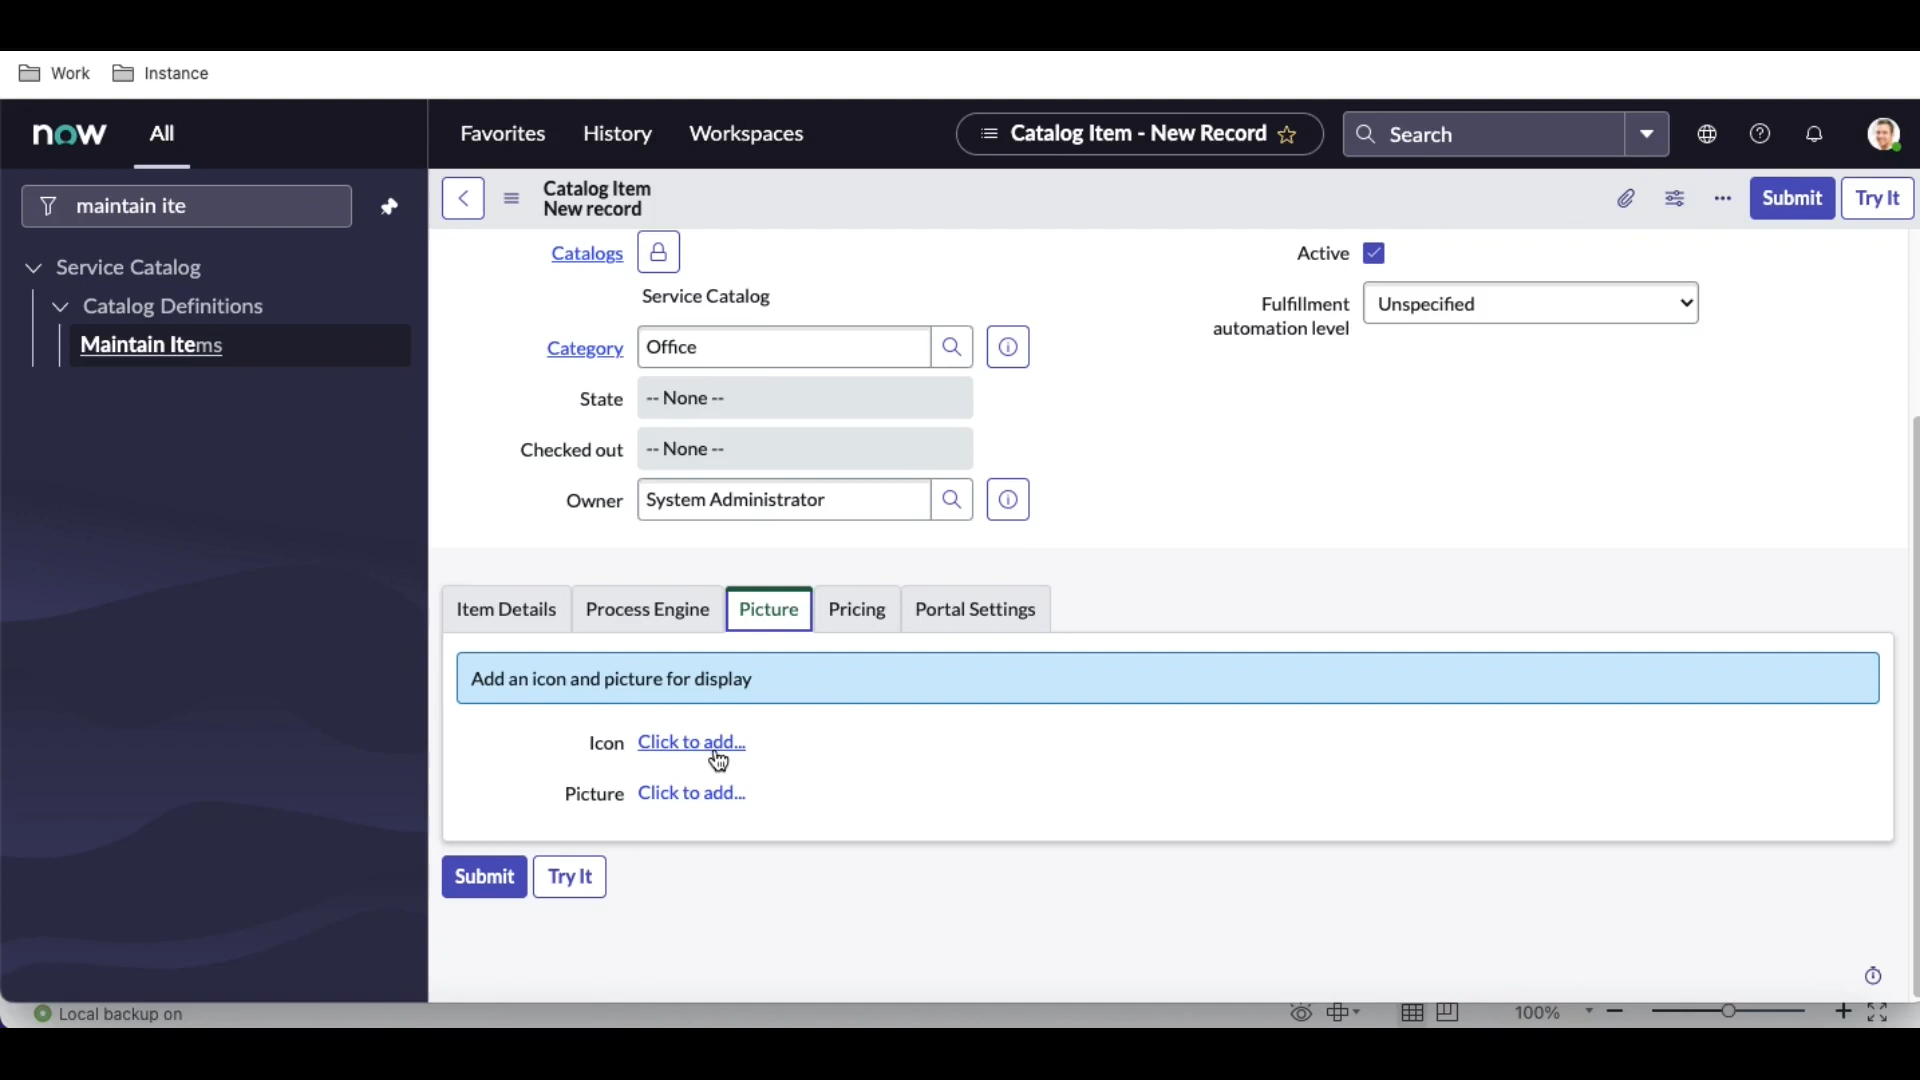 Work Instance
now All Favorites History Workspaces Catalog Item - New Record Search
maintain ite
Catalog Item
New record
Submit Try It
Service Catalog
Catalog Definitions
Maintain Items
Catalogs
Service Catalog
Category Office
State -- None --
Checked out -- None --
Owner System Administrator
Active
Fulfillment
automation level
Unspecified
Item Details Process Engine Picture Pricing Portal Settings
Add an icon and picture for display
Icon Click to add...
Picture Click to add...
Submit Try It
Local backup on 100%